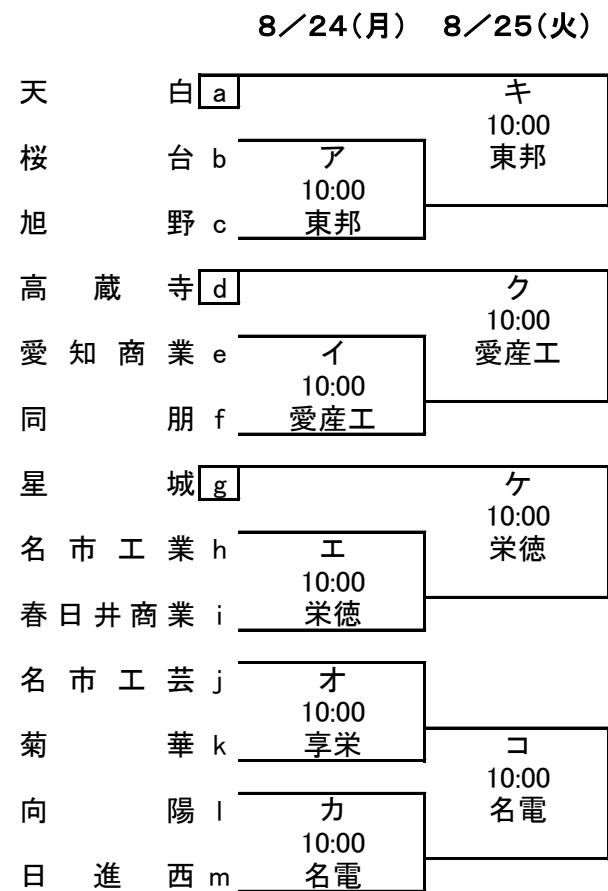 8／24(月) 8／25(火)
天白 a キ
10:00
桜台 b ア 東邦
10:00
旭野 c 東邦
高蔵寺 d ク
10:00
愛知商業 e イ 愛産工
10:00
同朋 f 愛産工
星城 g ケ
10:00
名市工業 h エ 栄徳
10:00
春日井商業 i 栄徳
名市工芸 j オ
10:00
菊華 k 享栄 コ
10:00
向陽 l カ 名電
10:00
日進西 m 名電